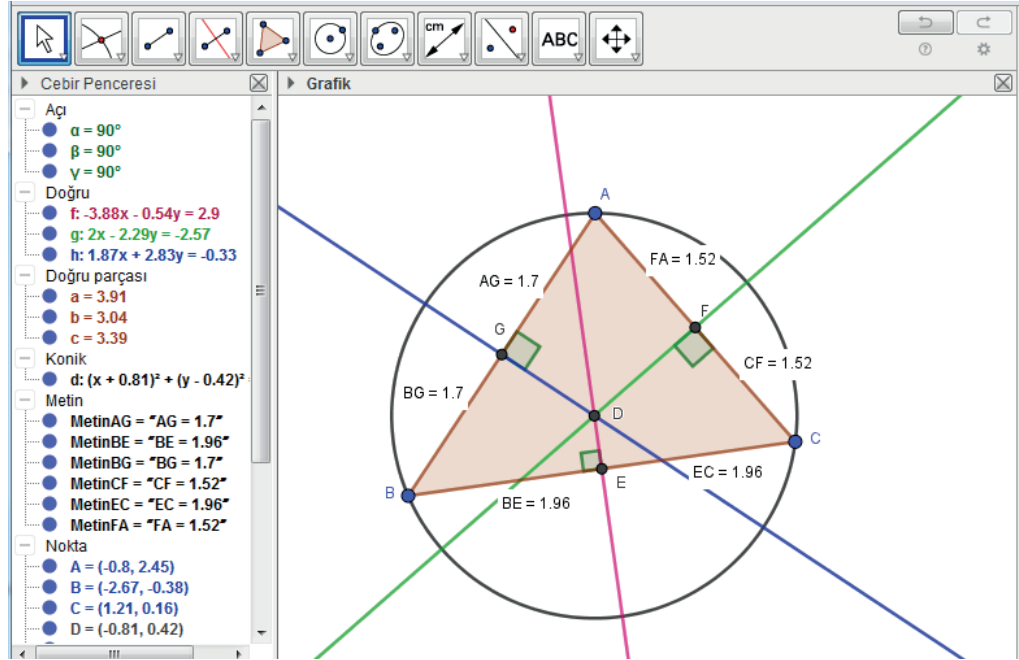 cm
ABC
Cebir Penceresi
Açı
α = 90°
β = 90°
γ = 90°
Doğru
f: -3.88x - 0.54y = 2.9
g: 2x - 2.29y = -2.57
h: 1.87x + 2.83y = -0.33
Doğru parçası
a = 3.91
b = 3.04
c = 3.39
Konik
d: (x + 0.81)² + (y - 0.42)²
Metin
MetinAG = "AG = 1.7"
MetinBE = "BE = 1.96"
MetinBG = "BG = 1.7"
MetinCF = "CF = 1.52"
MetinEC = "EC = 1.96"
MetinFA = "FA = 1.52"
Nokta
A = (-0.8, 2.45)
B = (-2.67, -0.38)
C = (1.21, 0.16)
D = (-0.81, 0.42)
Grafik
A
FA = 1.52
AG = 1.7
F
G
CF = 1.52
BG = 1.7
D
C
EC = 1.96
E
B
BE = 1.96